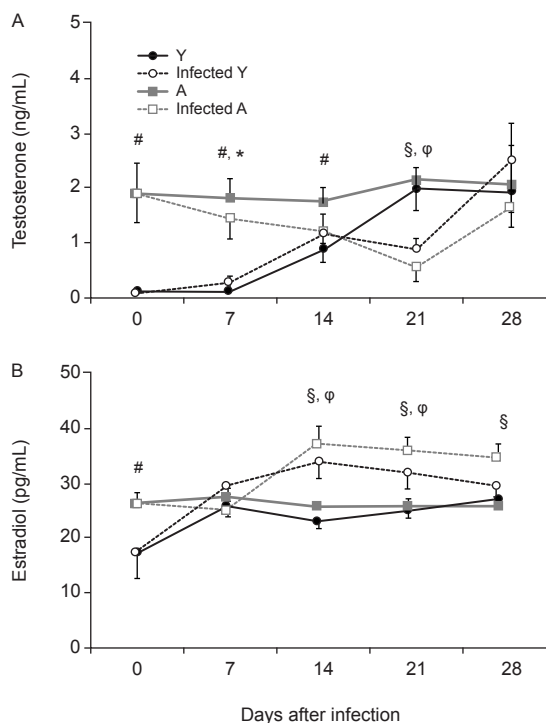 A
5
Y
Infected Y
A
Infected A
4
3
2
1
0
Testosterone (ng/mL)
#
#, *
#
§, φ
0 7 14 21 28
B
50
40
30
20
10
0
Estradiol (pg/mL)
#
§, φ
§, φ
§
0 7 14 21 28
Days after infection